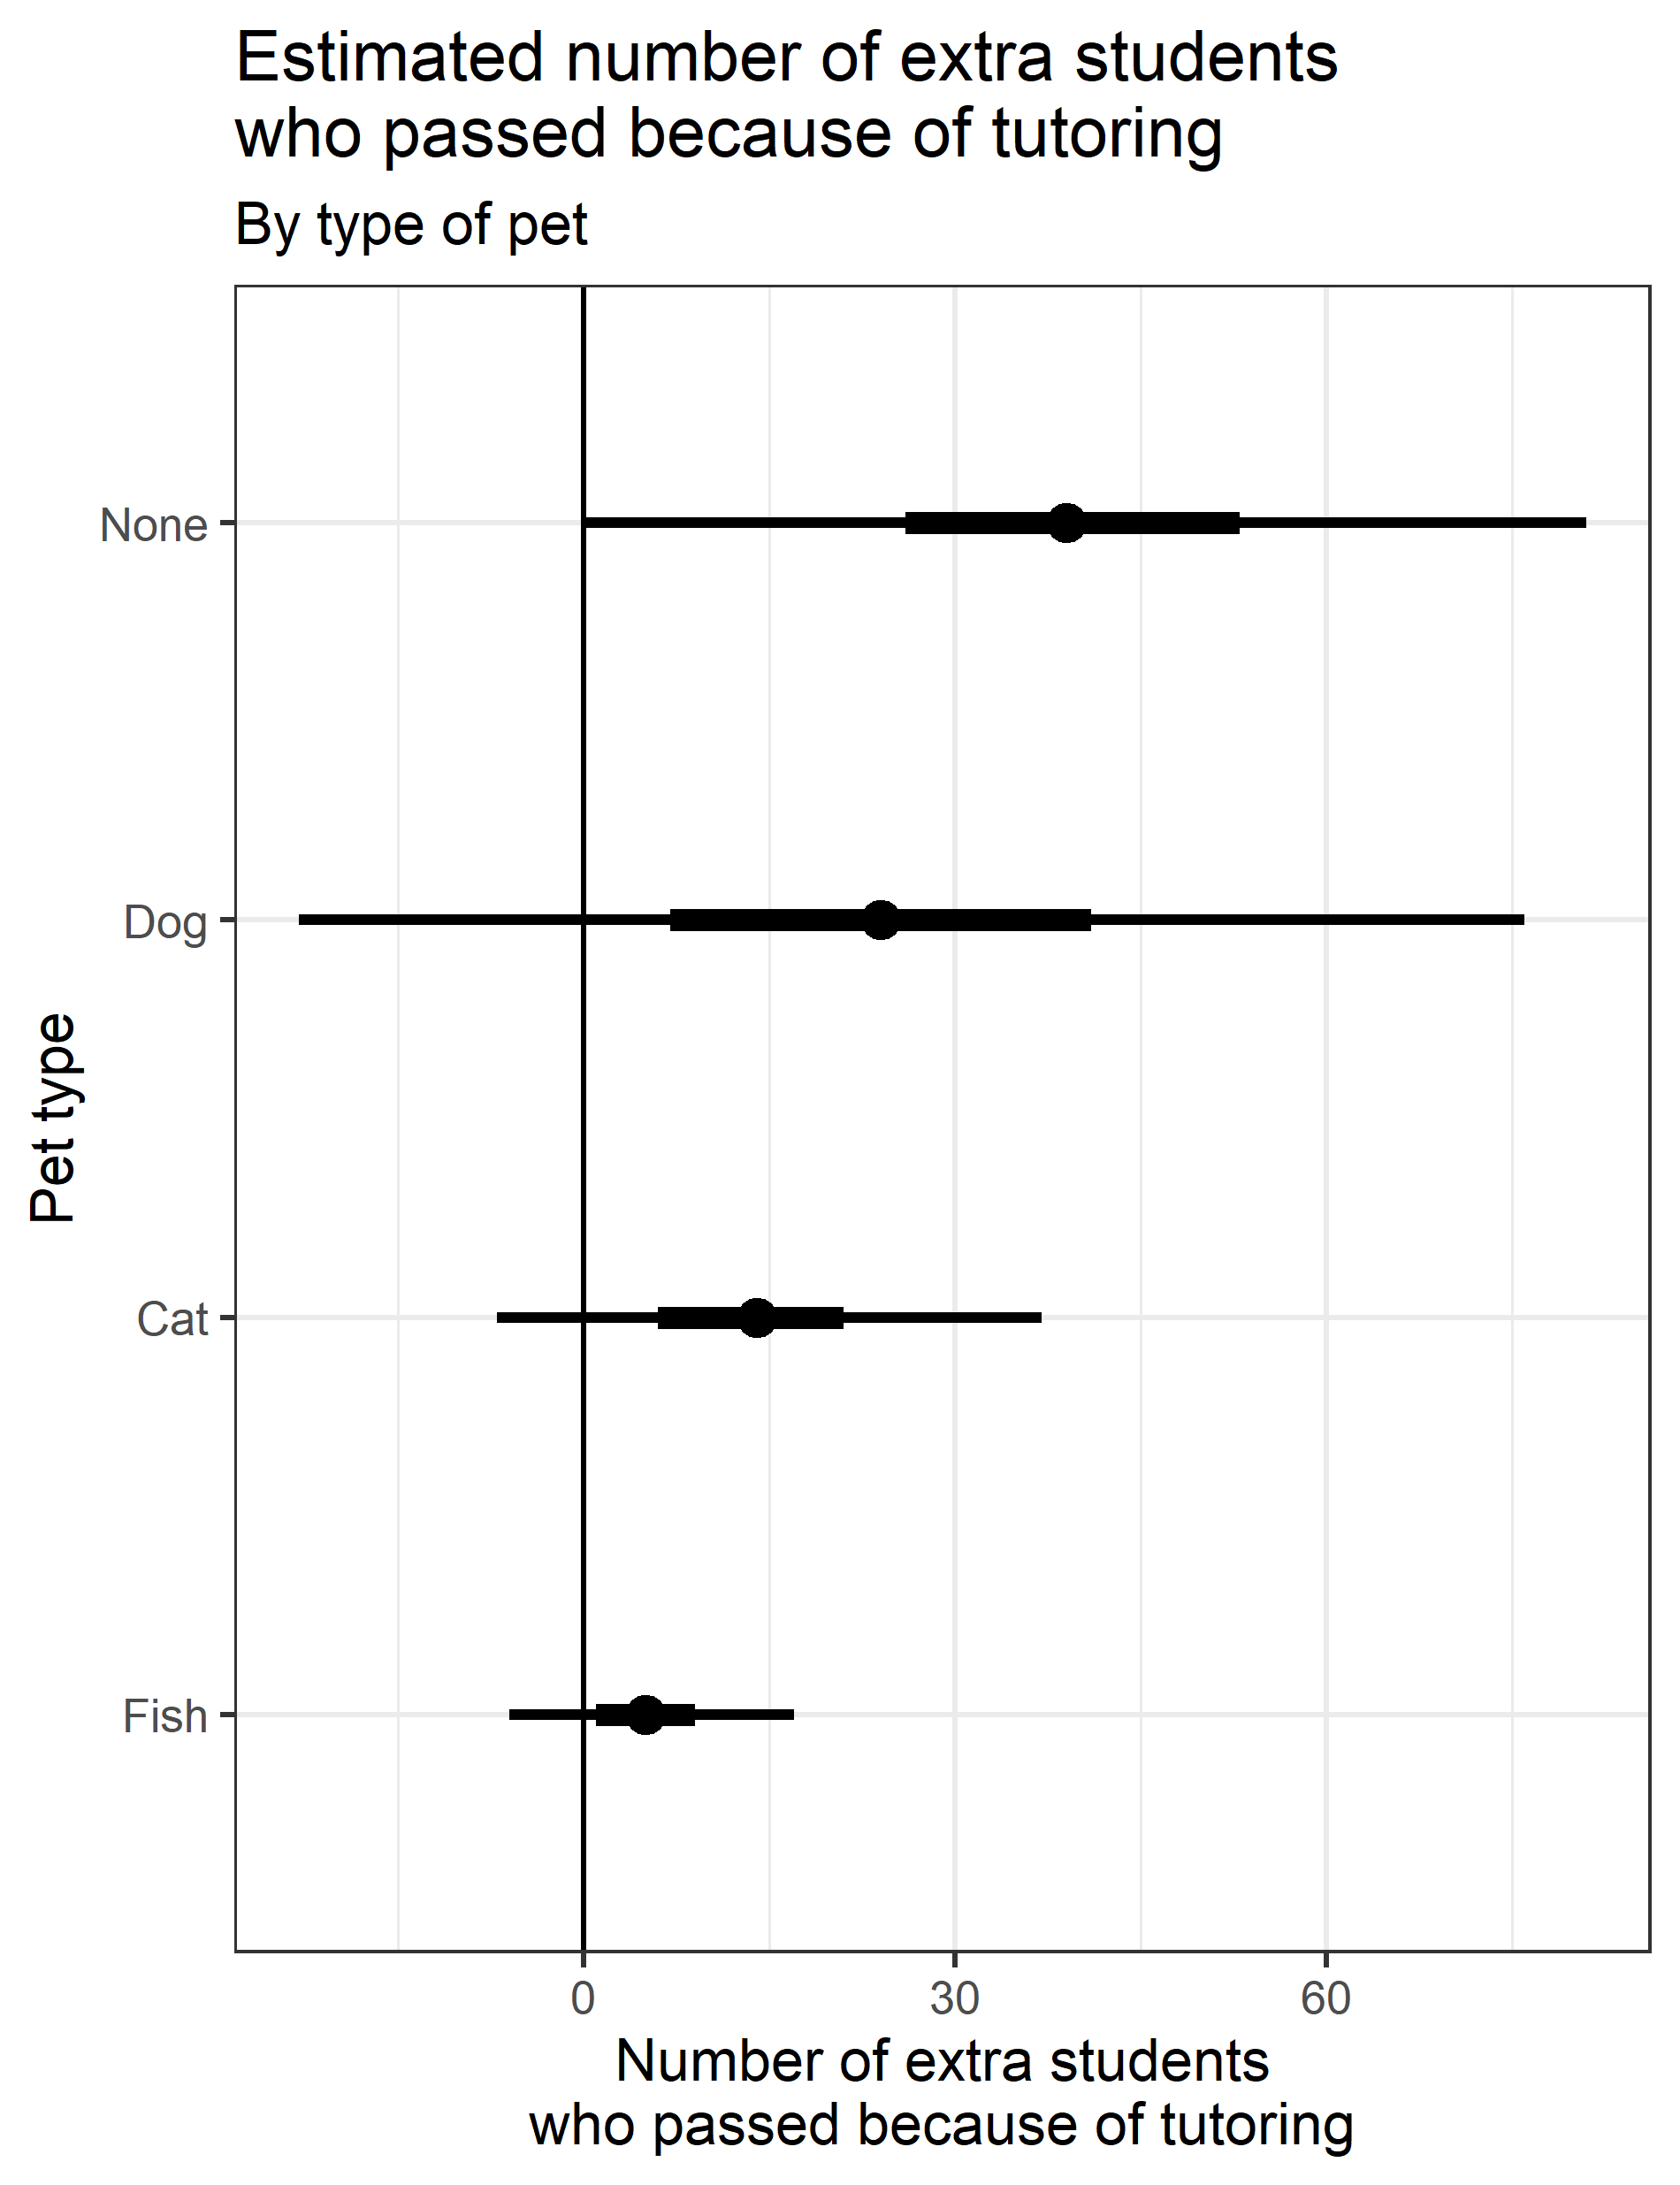 Estimated number of extra students
who passed because of tutoring
By type of pet
None
Dog
Cat
Fish
Pet type
0 30 60
Number of extra students
who passed because of tutoring